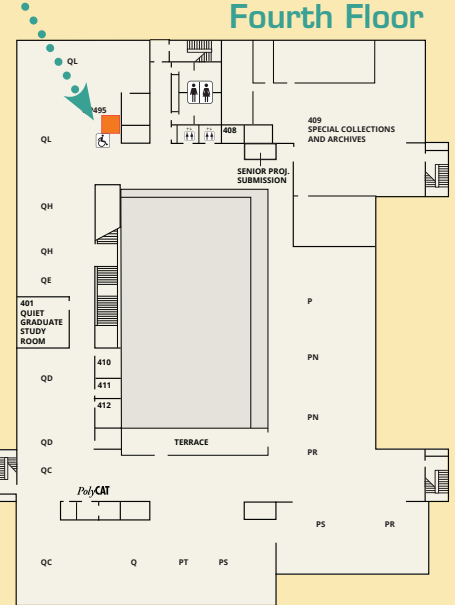 Fourth Floor
QL
495
QL
408
409
SPECIAL COLLECTIONS
AND ARCHIVES
SENIOR PROJ.
SUBMISSION
QH
QH
QE
401
QUIET
GRADUATE
STUDY
ROOM
P
410
411
412
QD
PN
PN
QD
TERRACE
PR
QC
PolyCAT
PS
PR
QC
Q
PT
PS